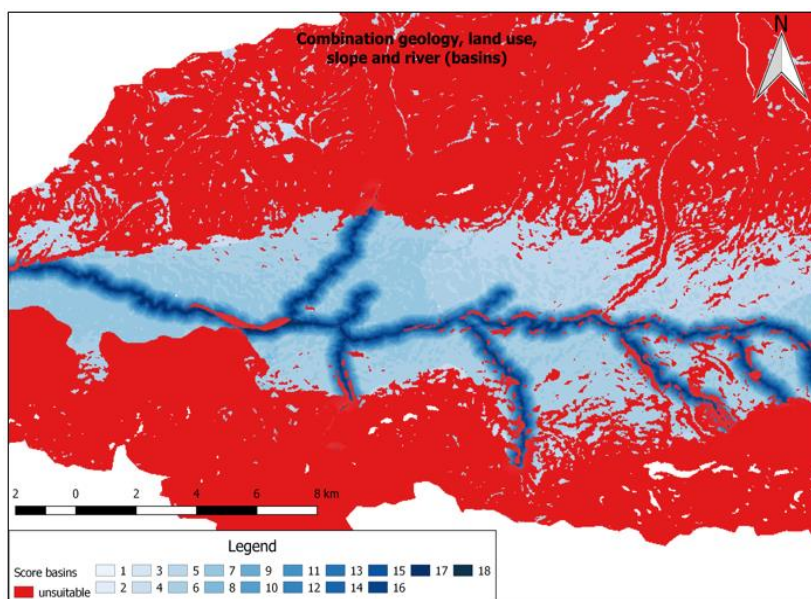 Combination geology, land use,
slope and river (basins)
N
2 0 2 4 6 8 km
Legend
Score basins
1 3 5 7 9 11 13 15 17 18
unsuitable 2 4 6 8 10 12 14 16